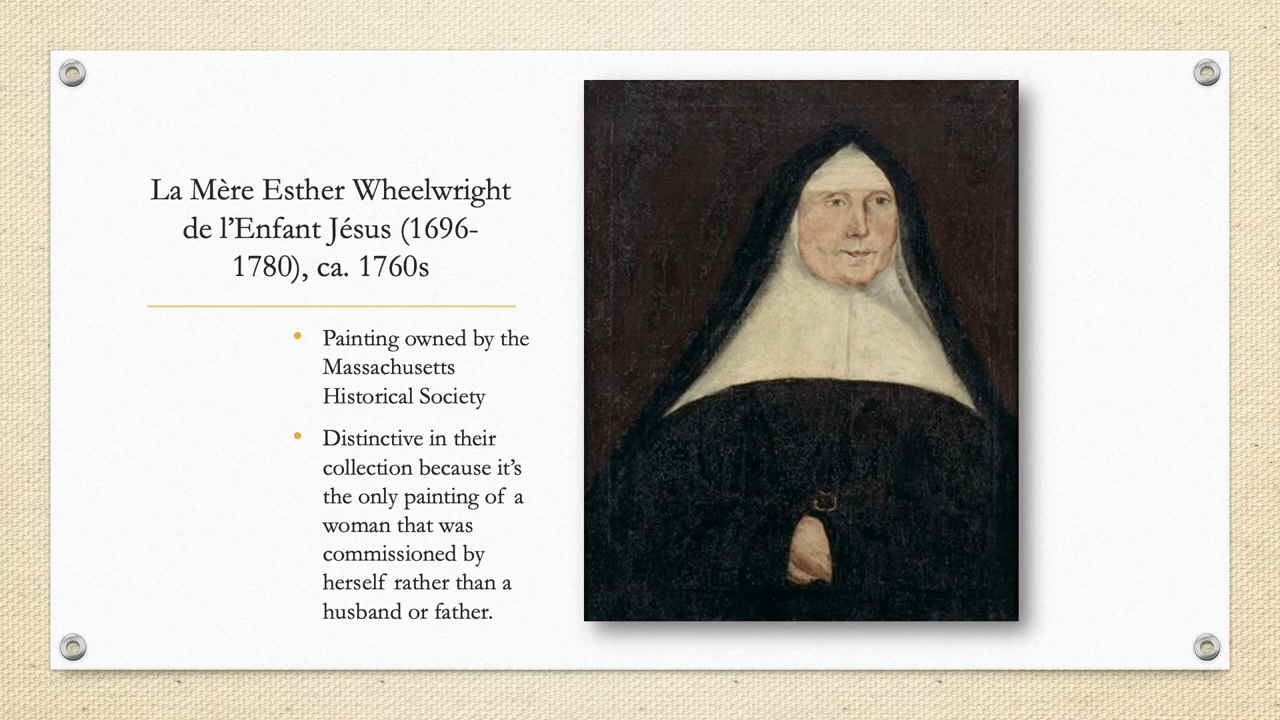 La Mère Esther Wheelwright
de l’Enfant Jésus (1696-
1780), ca. 1760s
• Painting owned by the
Massachusetts
Historical Society
• Distinctive in their
collection because it’s
the only painting of a
woman that was
commissioned by
herself rather than a
husband or father.